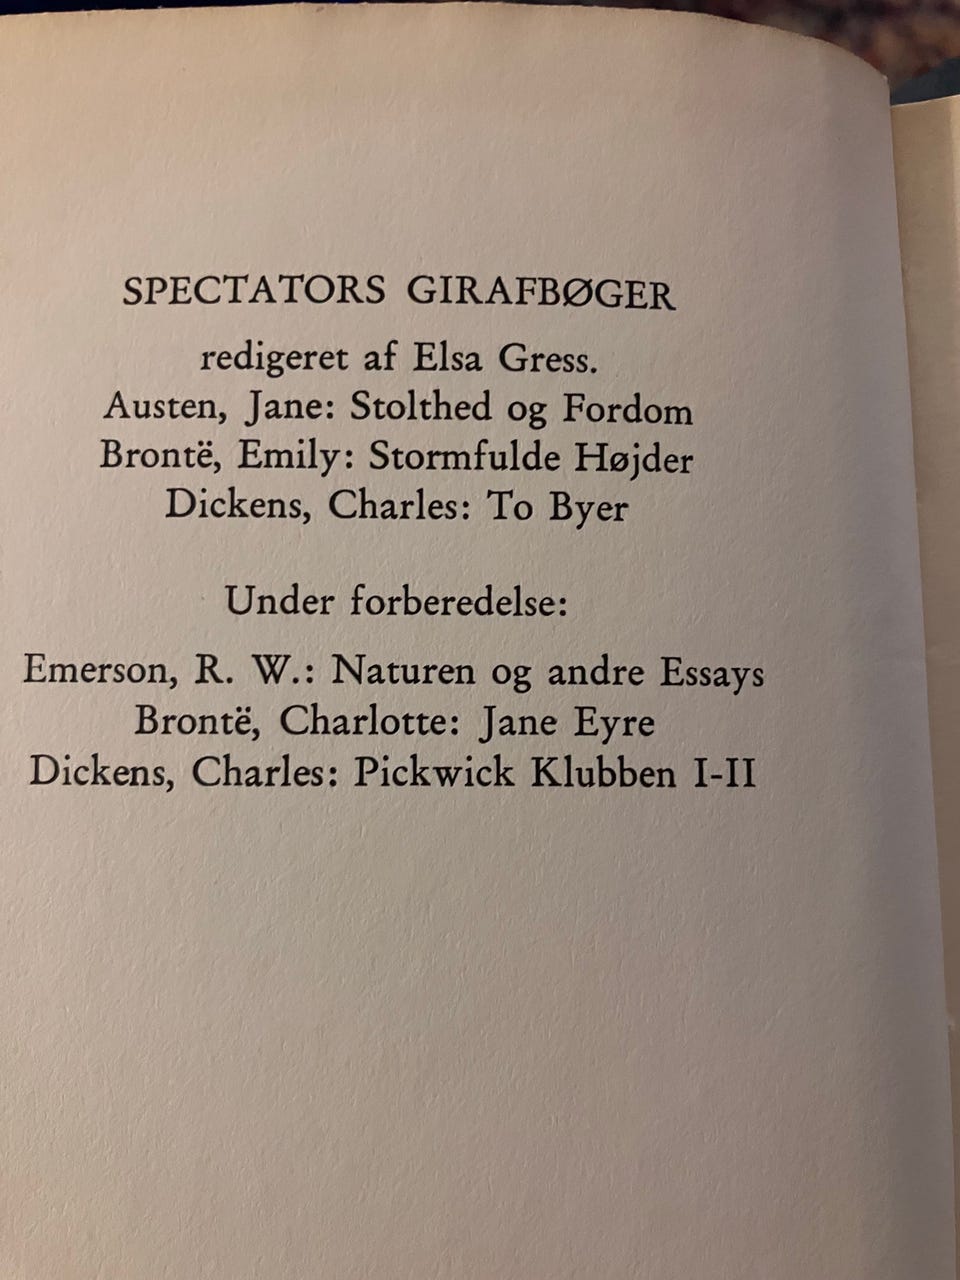 SPECTATORS GIRAFBØGER
redigeret af Elsa Gress.
Austen, Jane: Stolthed og Fordom
Brontë, Emily: Stormfulde Højder
Dickens, Charles: To Byer
Under forberedelse:
Emerson, R. W.: Naturen og andre Essays
Brontë, Charlotte: Jane Eyre
Dickens, Charles: Pickwick Klubben I-II